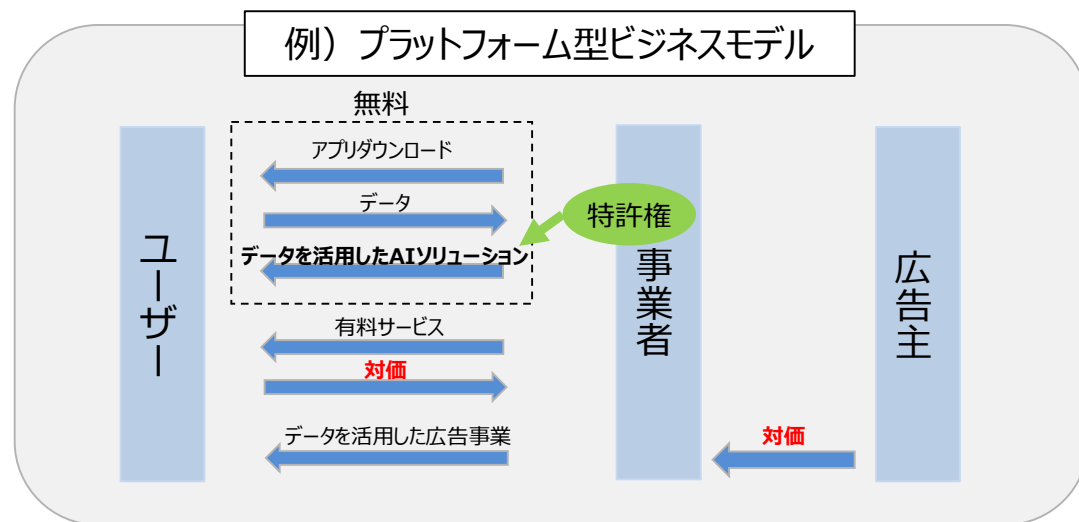 例）プラットフォーム型ビジネスモデル
無料
アプリダウンロード
データ
特許権
データを活用したAIソリューション
ユーザー
事業者
広告主
有料サービス
対価
データを活用した広告事業
対価